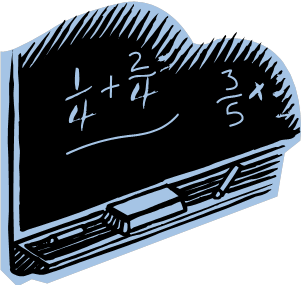 1/4 + 2/4 = 3/5 ×